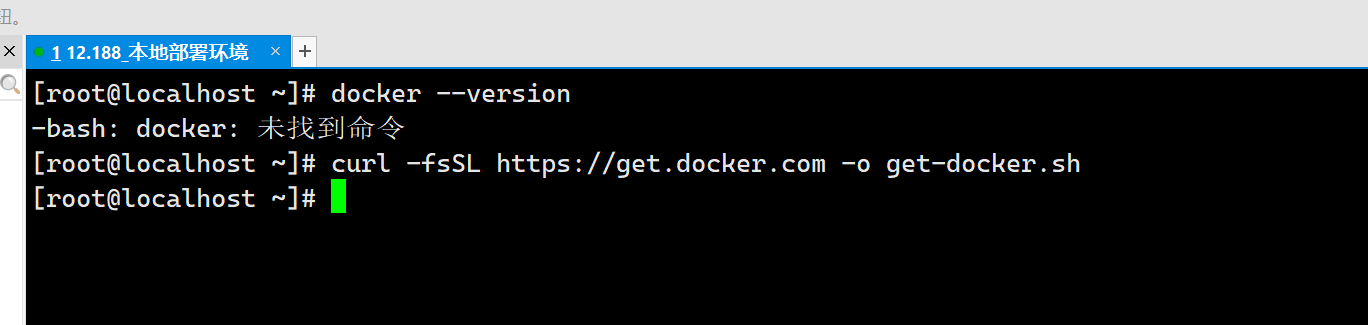 钮。
1 12.188_本地部署环境
[root@localhost ~]# docker --version
-bash: docker: 未找到命令
[root@localhost ~]# curl -fsSL https://get.docker.com -o get-docker.sh
[root@localhost ~]#